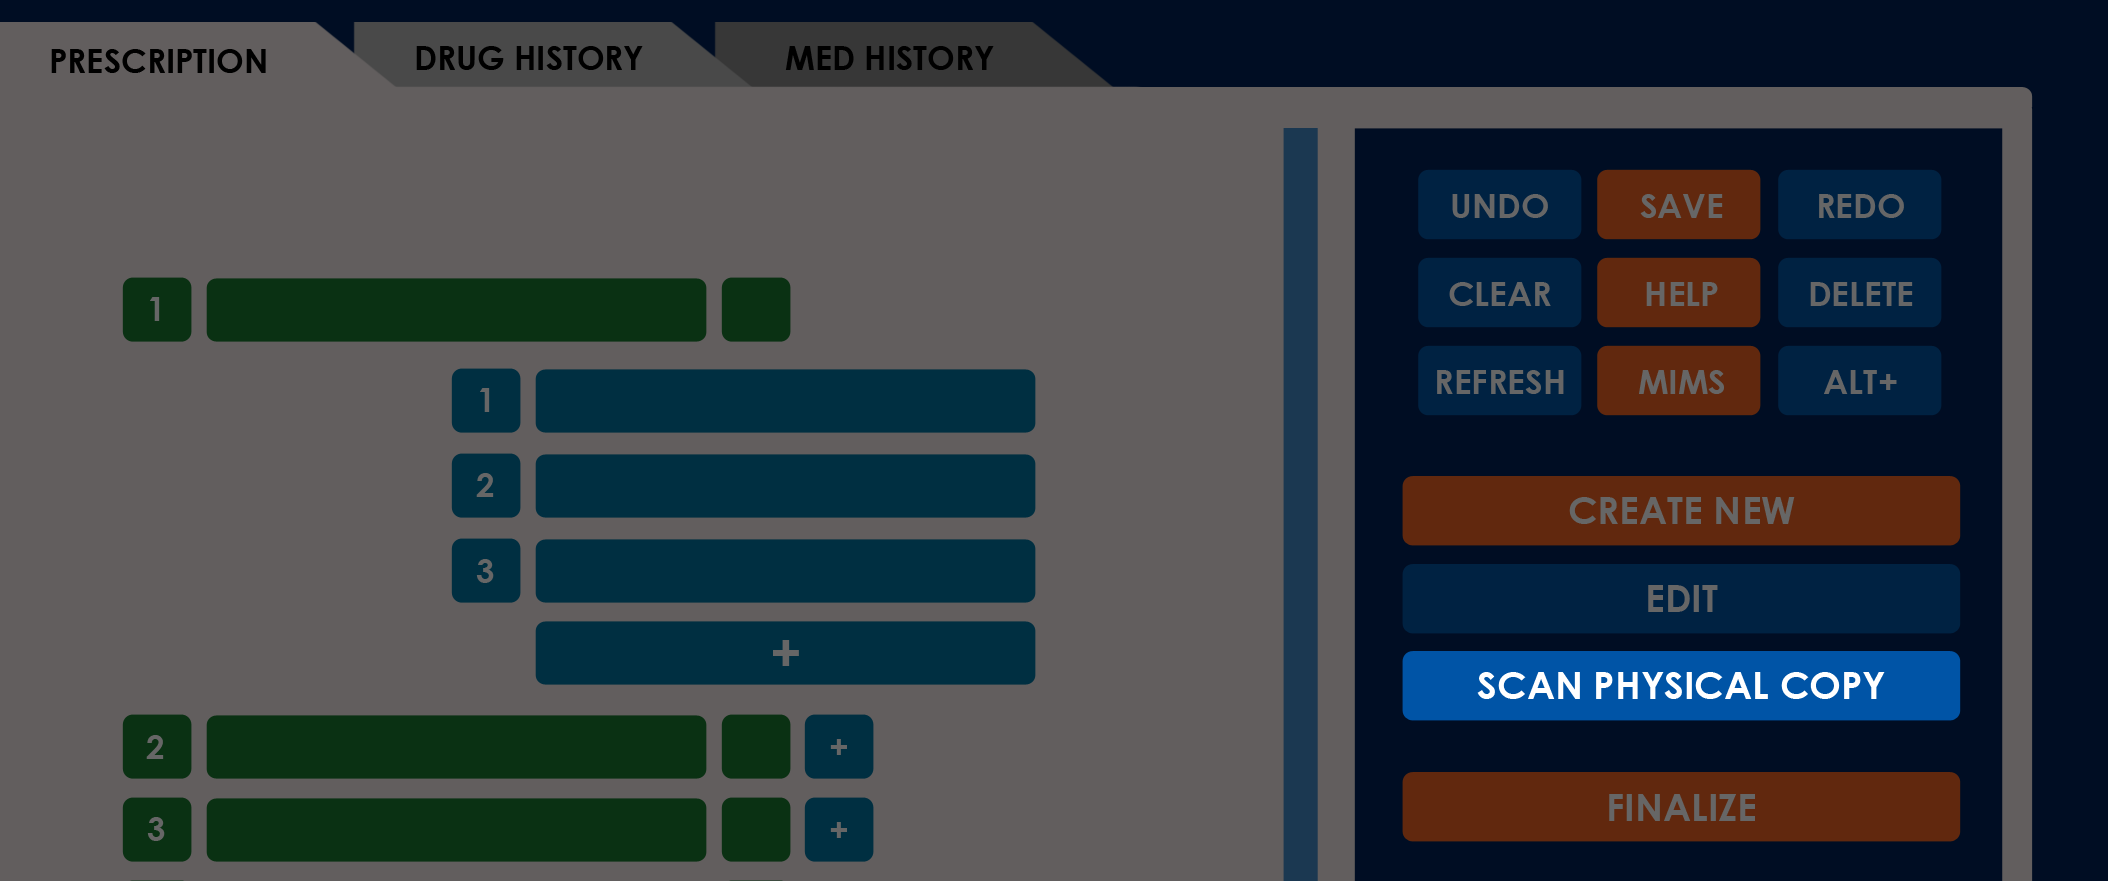 PRESCRIPTION
DRUG HISTORY
MED HISTORY
1
1
2
3
+
2
+
3
+
UNDO
SAVE
REDO
CLEAR
HELP
DELETE
REFRESH
MIMS
ALT+
CREATE NEW
EDIT
SCAN PHYSICAL COPY
FINALIZE